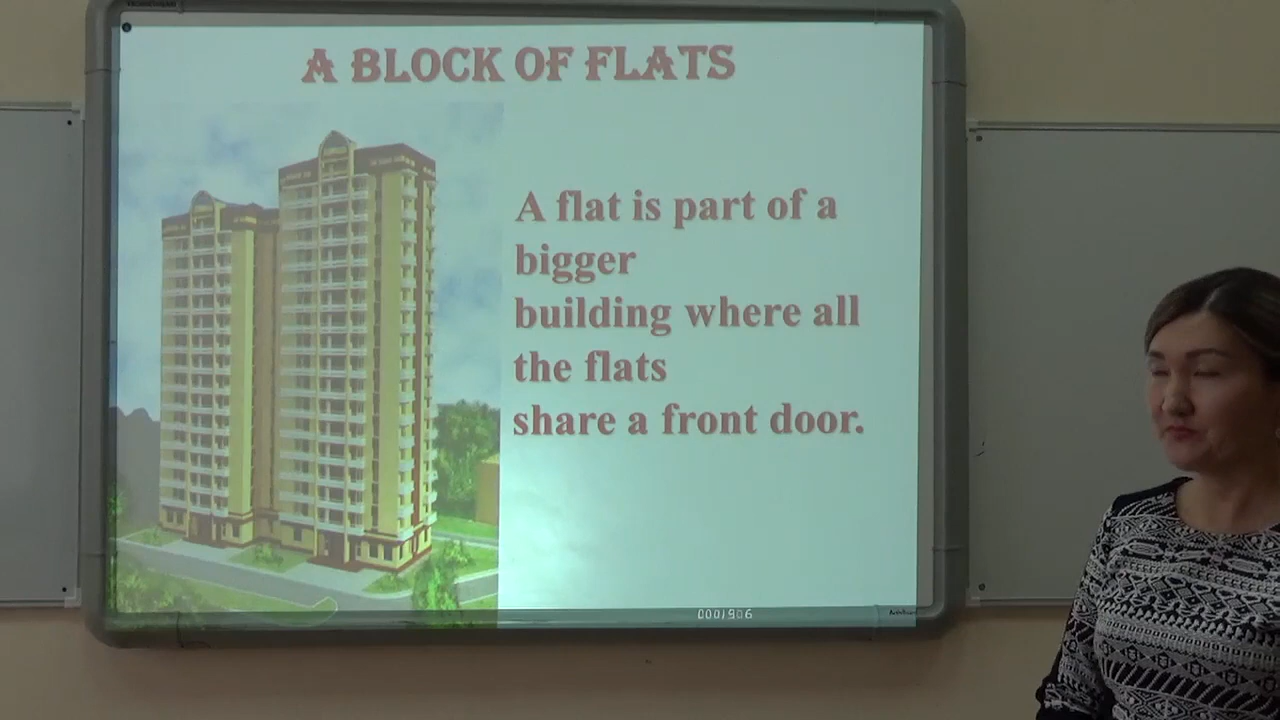 A BLOCK OF FLATS
A flat is part of a
bigger
building where all
the flats
share a front door.